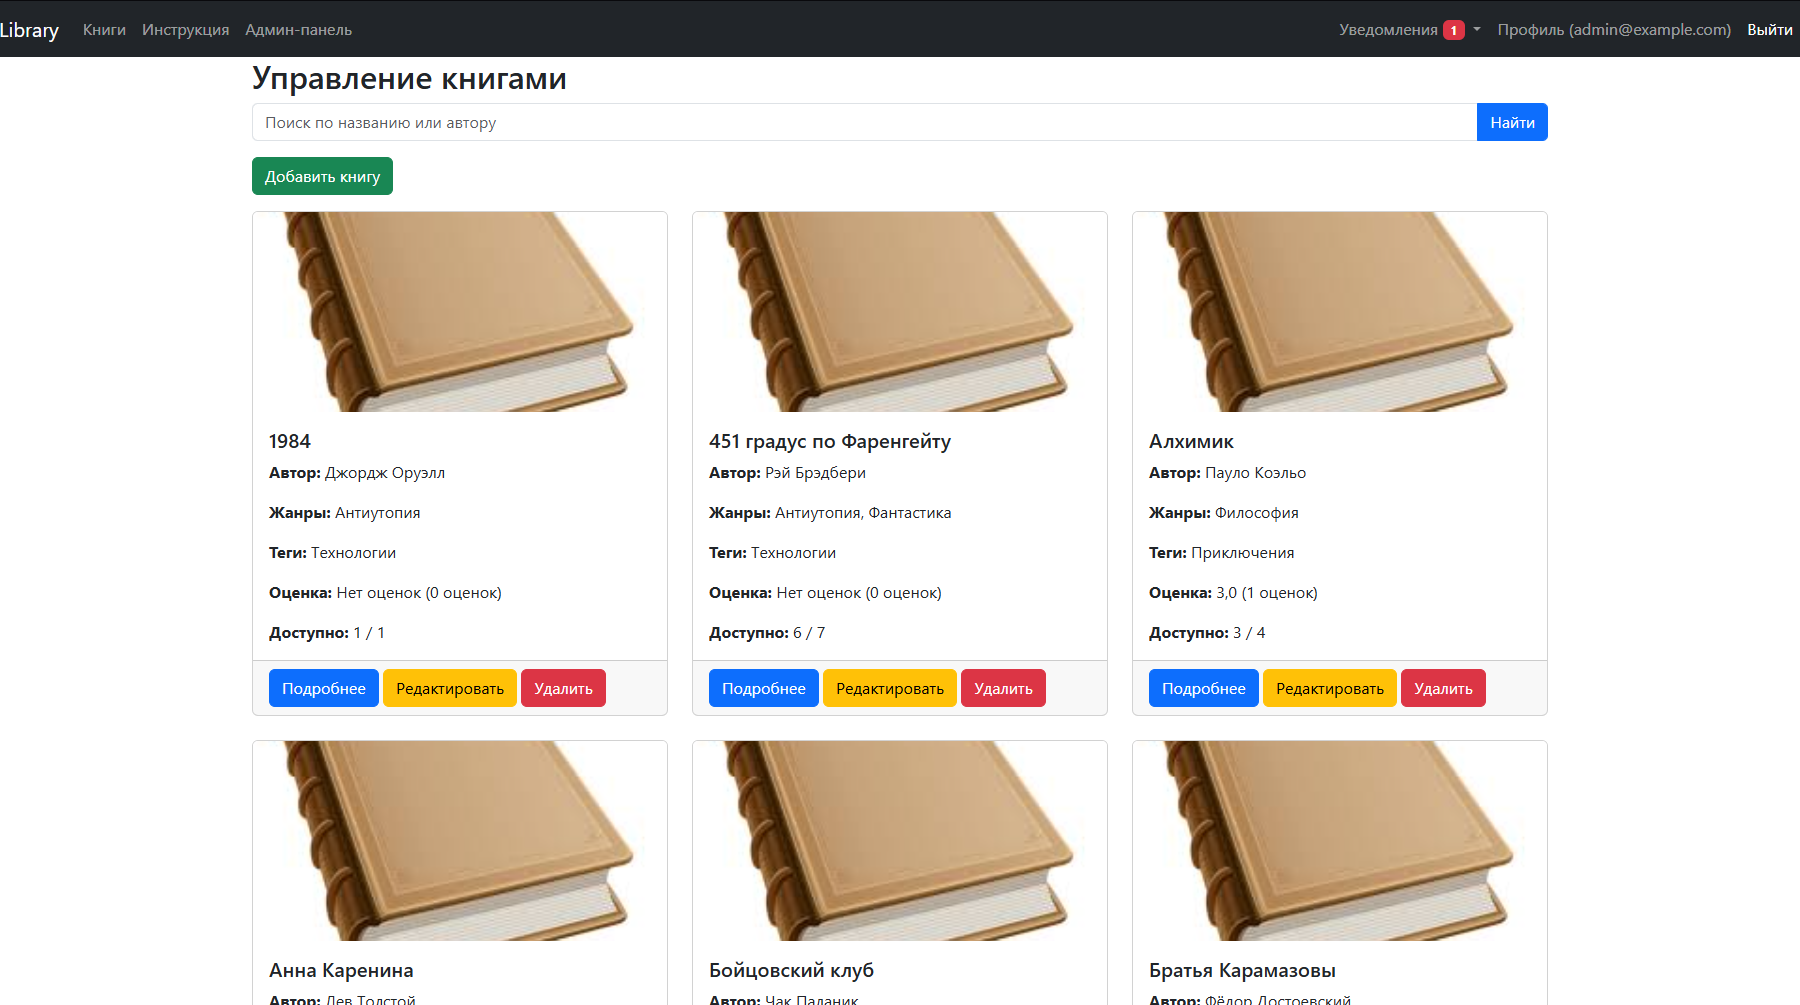 Library Книги Инструкция Админ-панель Уведомления 1 Профиль (admin@example.com) Выйти
Управление книгами
Поиск по названию или автору Найти
Добавить книгу
1984
Автор: Джордж Оруэлл
Жанры: Антиутопия
Теги: Технологии
Оценка: Нет оценок (0 оценок)
Доступно: 1 / 1
Подробнее Редактировать Удалить
451 градус по Фаренгейту
Автор: Рэй Брэдбери
Жанры: Антиутопия, Фантастика
Теги: Технологии
Оценка: Нет оценок (0 оценок)
Доступно: 6 / 7
Подробнее Редактировать Удалить
Алхимик
Автор: Пауло Коэльо
Жанры: Философия
Теги: Приключения
Оценка: 3,0 (1 оценок)
Доступно: 3 / 4
Подробнее Редактировать Удалить
Анна Каренина
Автор: Лев Толстой
Бойцовский клуб
Автор: Чак Паланик
Братья Карамазовы
Автор: Фёдор Достоевский